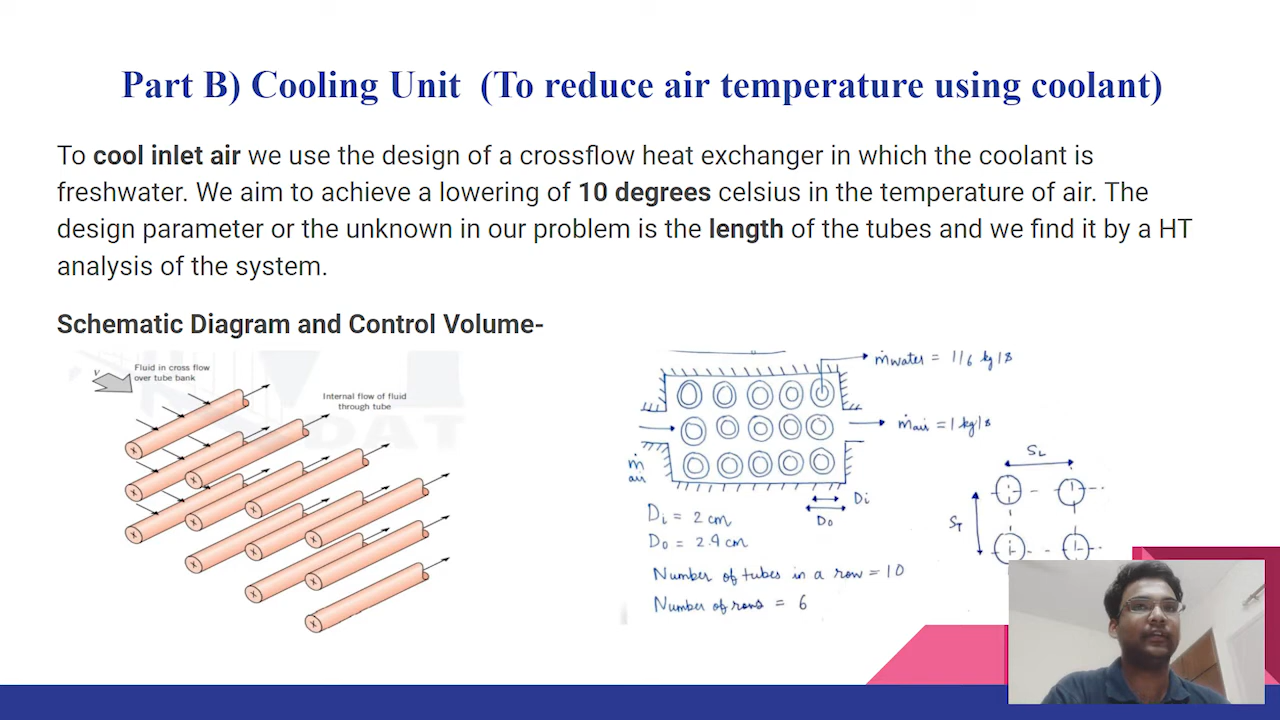 Part B) Cooling Unit (To reduce air temperature using coolant)
To cool inlet air we use the design of a crossflow heat exchanger in which the coolant is
freshwater. We aim to achieve a lowering of 10 degrees celsius in the temperature of air. The
design parameter or the unknown in our problem is the length of the tubes and we find it by a HT
analysis of the system.
Schematic Diagram and Control Volume-
V
Fluid in cross flow
over tube bank
Internal flow of fluid
through tube
DAT
ṁwater = 1/6 kg/s
ṁair = 1 kg/s
ṁ
air
Di
Do
Di = 2 cm
Do = 2.4 cm
Number of tubes in a row = 10
Number of rows = 6
SL
ST